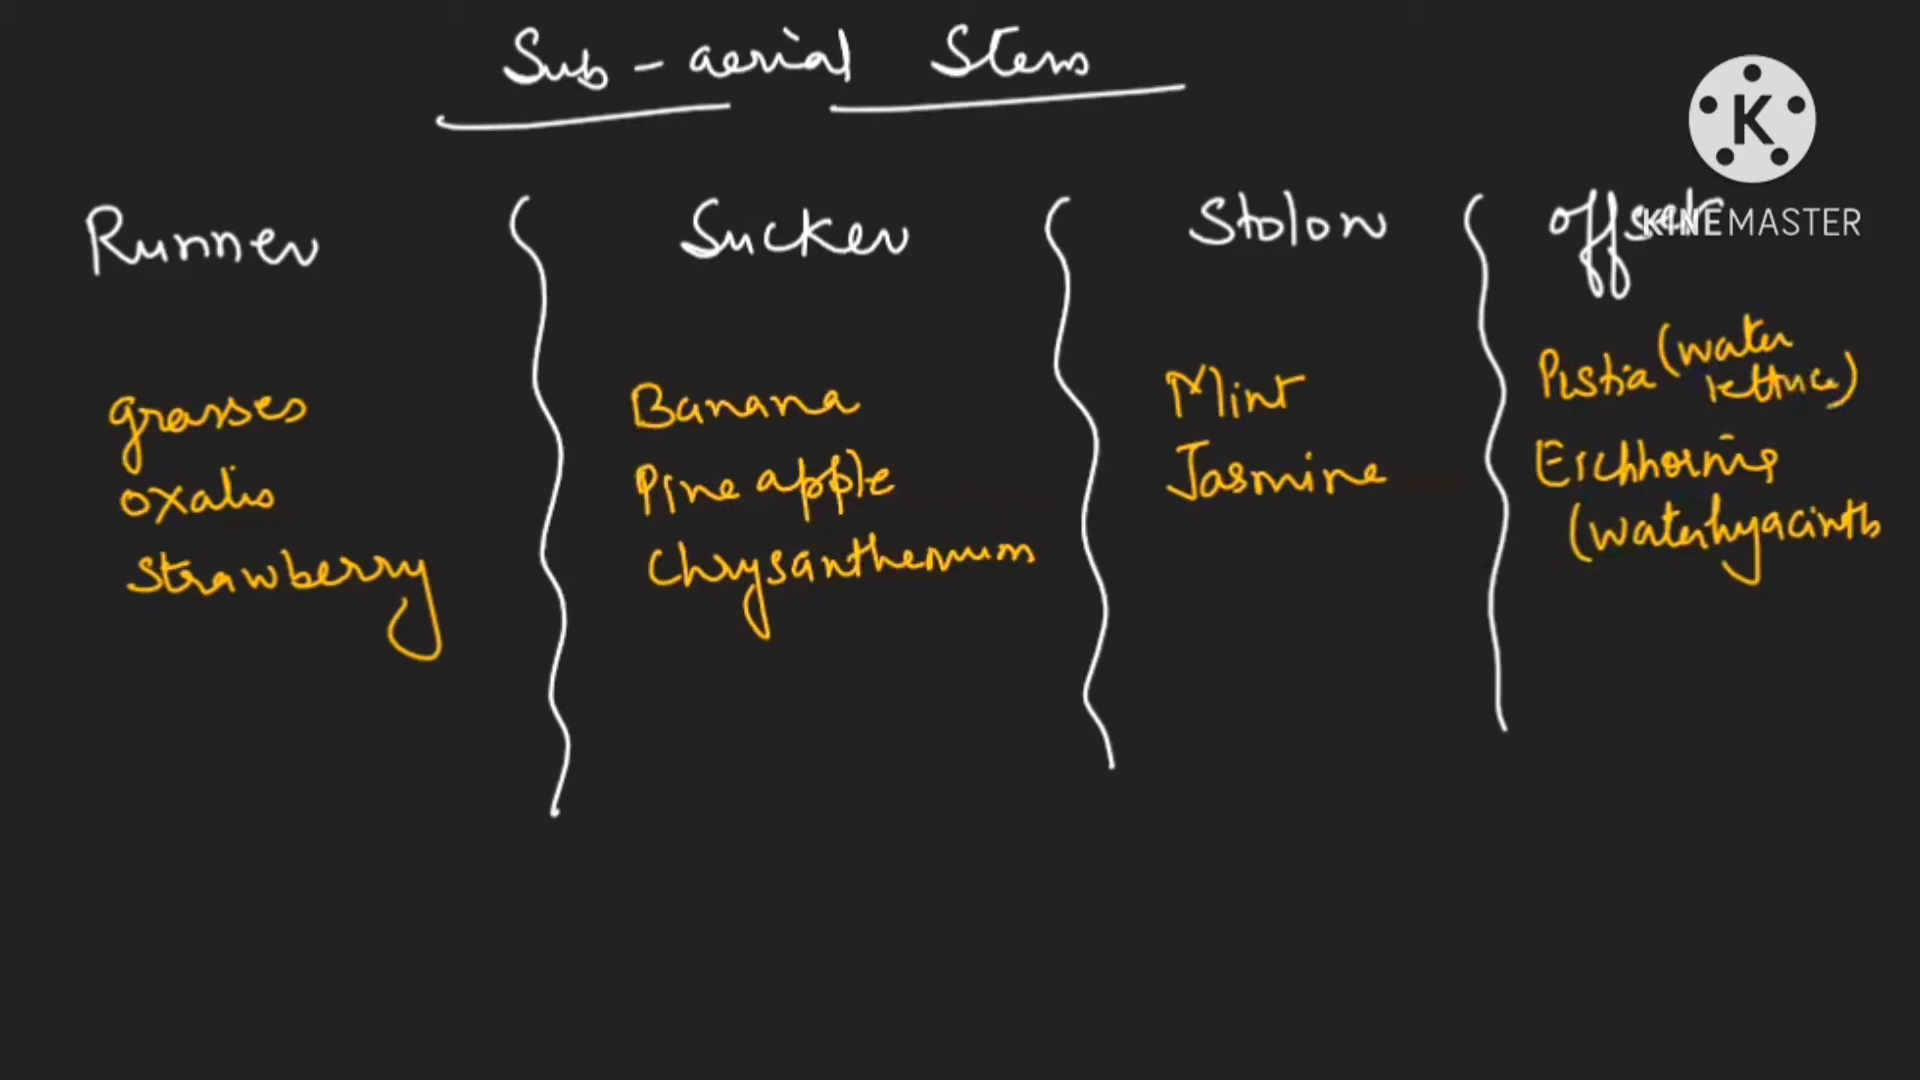 Sub-aerial Stems
Runner
Sucker
Stolon
offset
KINEMASTER
K
grasses
oxalis
strawberry
Banana
Pineapple
Chrysanthemum
Mint
Jasmine
Pistia (water
lettuce)
Eichhornia
(waterhyacinth